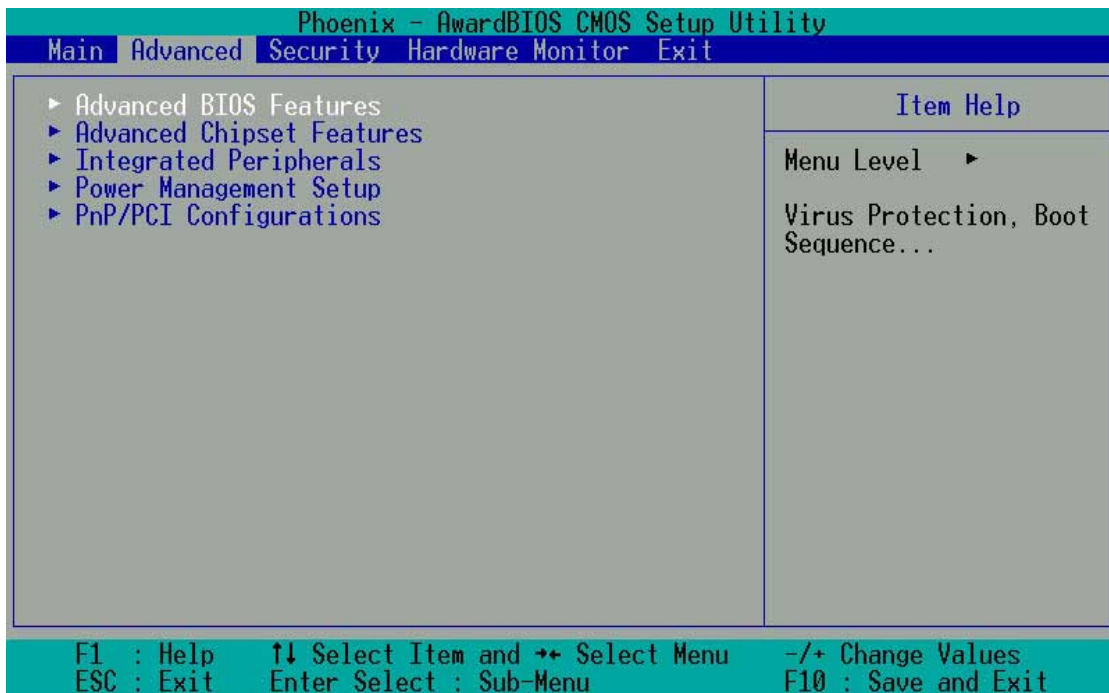 Phoenix - AwardBIOS CMOS Setup Utility
Main Advanced Security Hardware Monitor Exit
▶ Advanced BIOS Features
▶ Advanced Chipset Features
▶ Integrated Peripherals
▶ Power Management Setup
▶ PnP/PCI Configurations
Item Help
Menu Level ▶
Virus Protection, Boot
Sequence...
F1 : Help ↑↓ Select Item and →← Select Menu -/+ Change Values
ESC : Exit Enter Select : Sub-Menu F10 : Save and Exit